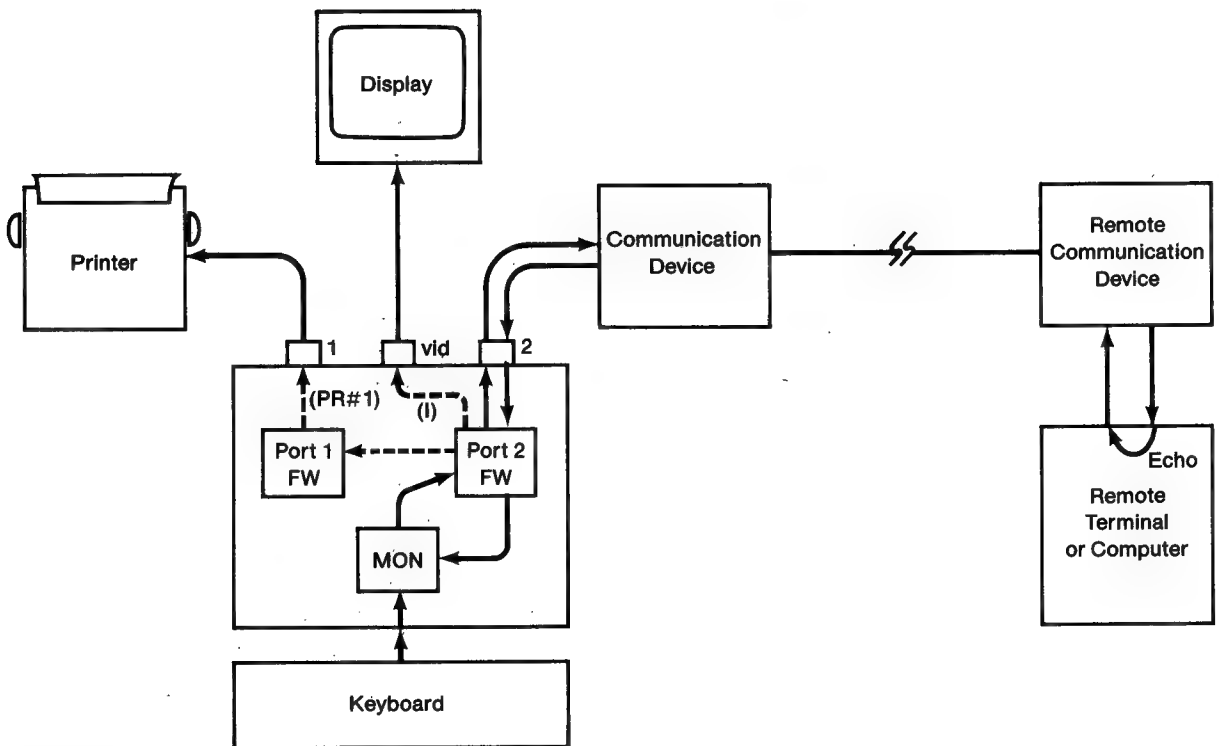 Display
Printer
Communication
Device
Remote
Communication
Device
1
vid
2
(PR#1)
(I)
Port 1
FW
Port 2
FW
MON
Echo
Remote
Terminal
or Computer
Keyboard